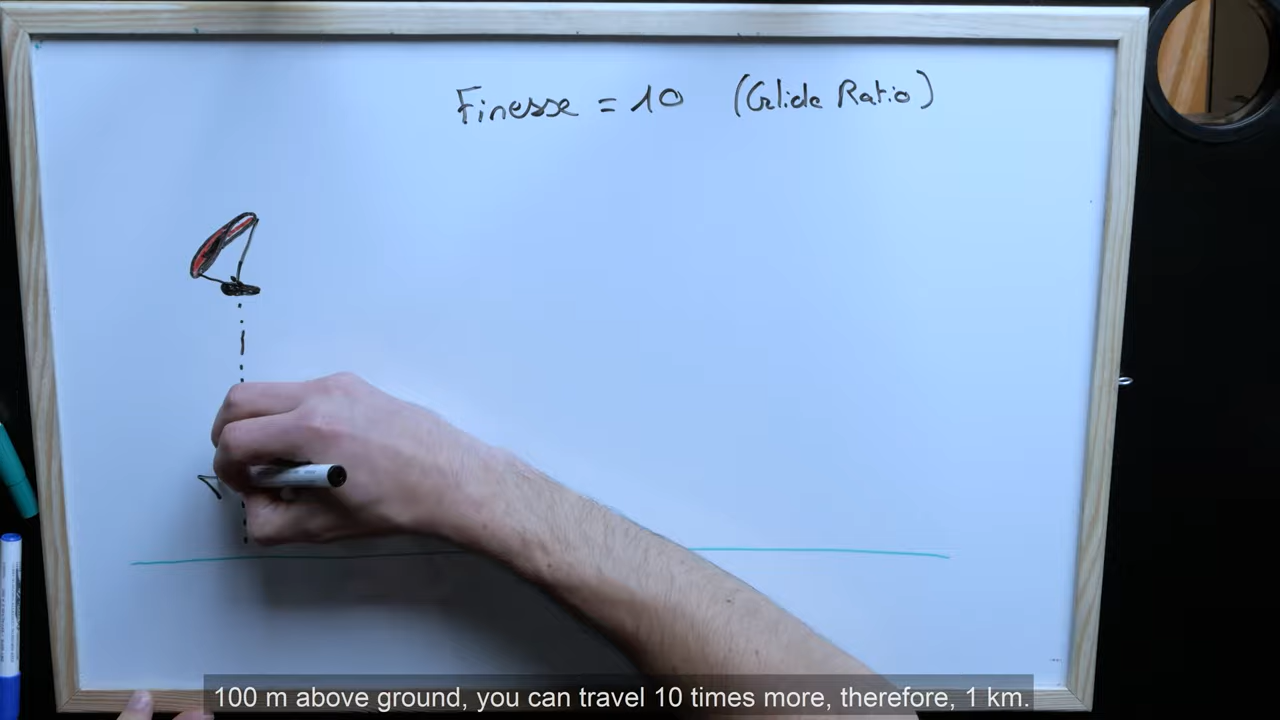 Finesse = 10 (Glide Ratio)
100 m above ground, you can travel 10 times more, therefore, 1 km.